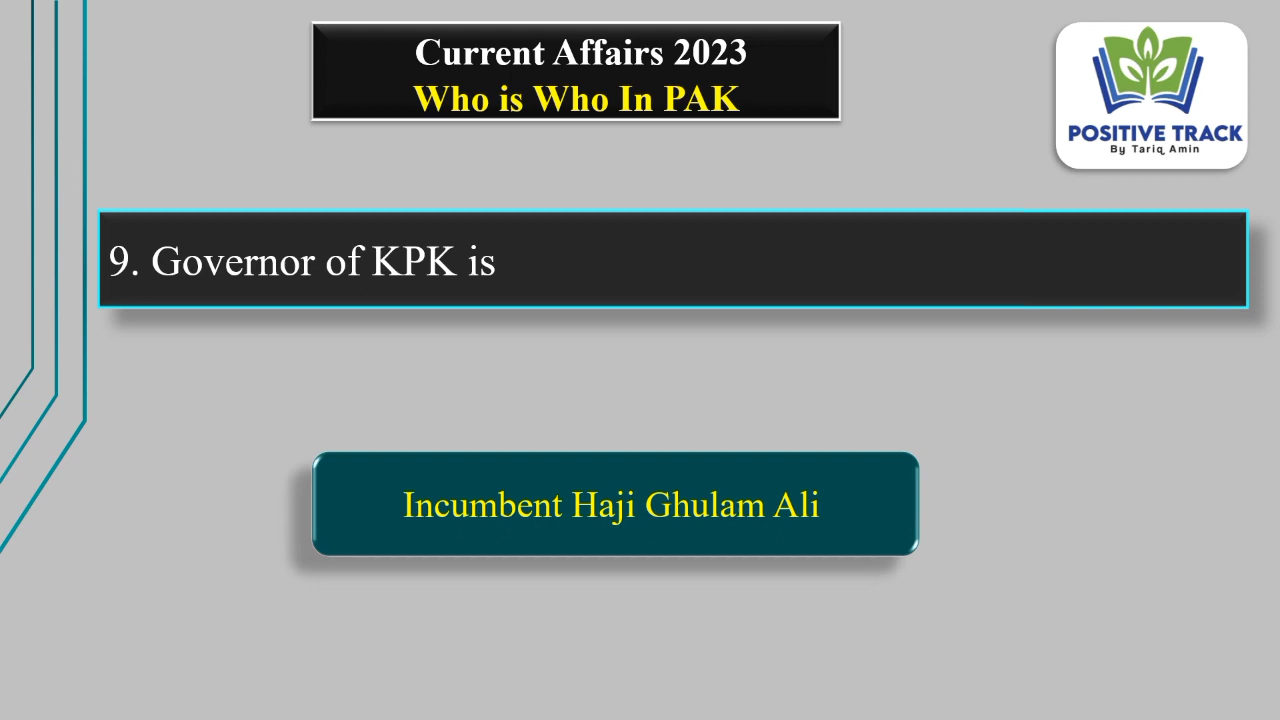 Current Affairs 2023
Who is Who In PAK
POSITIVE TRACK
By Tariq Amin
9. Governor of KPK is
Incumbent Haji Ghulam Ali